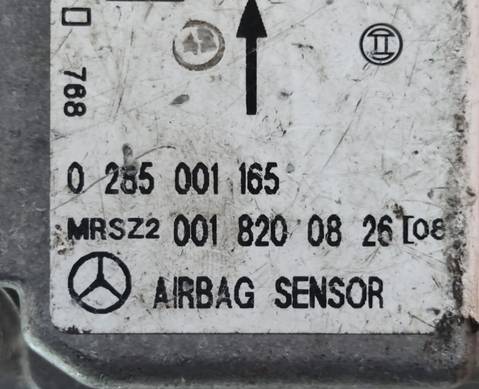 768
0 285 001 165
MRSZ2 001 820 08 26 [08
AIRBAG SENSOR